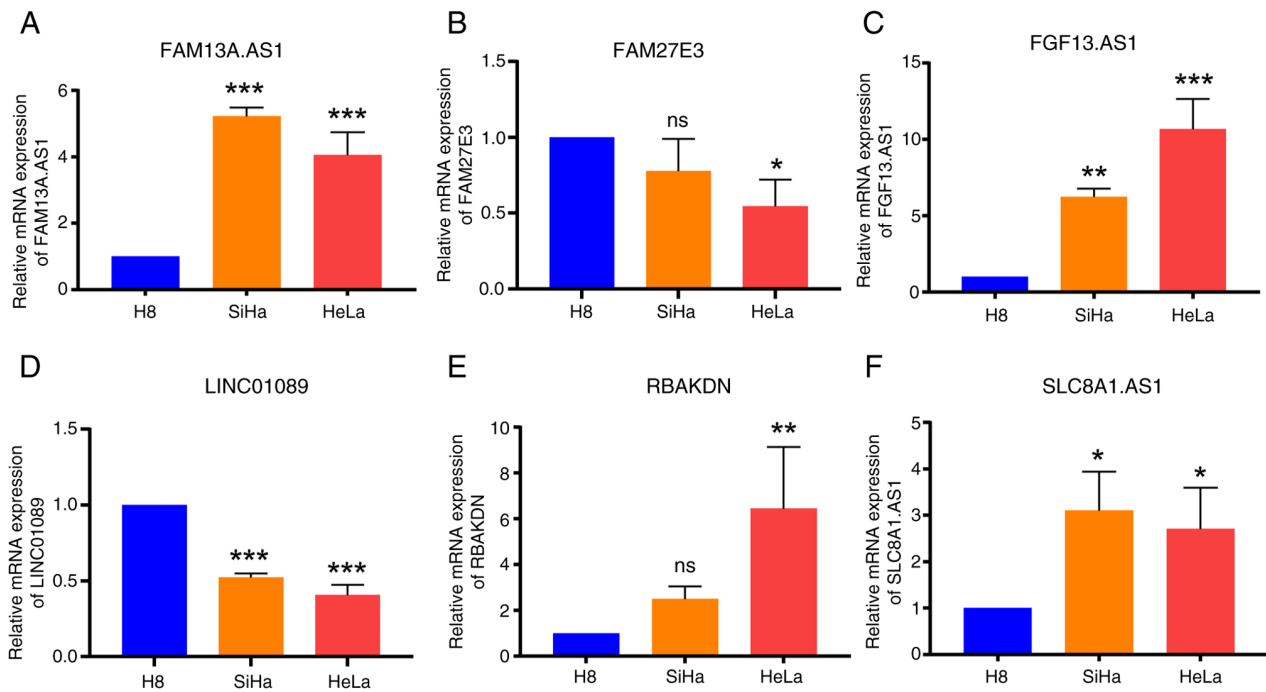 A
FAM13A.AS1
Relative mRNA expression
of FAM13A.AS1
6
4
2
0
***
***
H8
SiHa
HeLa
B
FAM27E3
Relative mRNA expression
of FAM27E3
1.5
1.0
0.5
0.0
ns
*
H8
SiHa
HeLa
C
FGF13.AS1
Relative mRNA expression
of FGF13.AS1
15
10
5
0
**
***
H8
SiHa
HeLa
D
LINC01089
Relative mRNA expression
of LINC01089
1.5
1.0
0.5
0.0
***
***
H8
SiHa
HeLa
E
RBAKDN
Relative mRNA expression
of RBAKDN
10
8
6
4
2
0
ns
**
H8
SiHa
HeLa
F
SLC8A1.AS1
Relative mRNA expression
of SLC8A1.AS1
5
4
3
2
1
0
*
*
H8
SiHa
HeLa